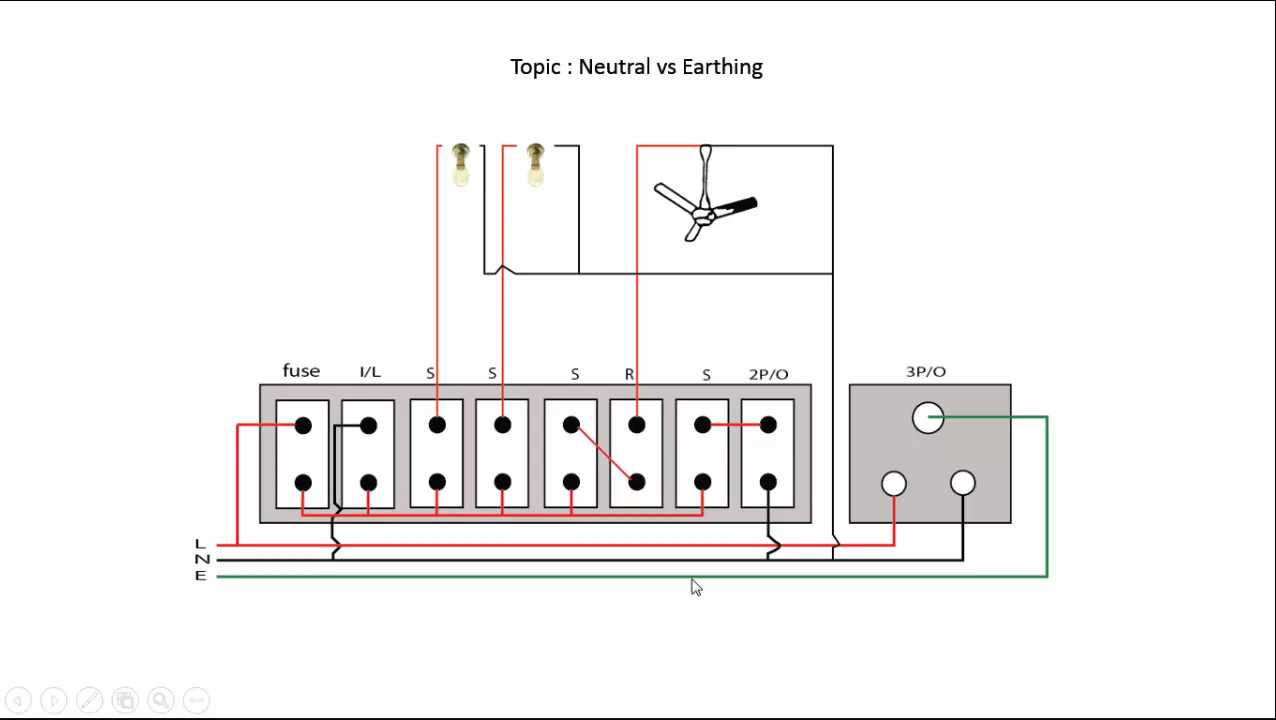 Topic : Neutral vs Earthing
fuse I/L S S S R S 2P/O 3P/O
L
N
E